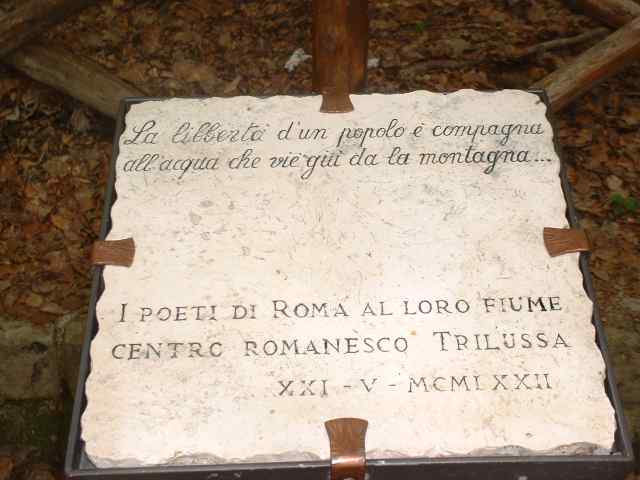 La libbertà d'un popolo è compagna
all'acqua che viè giù da la montagna...
I POETI DI ROMA AL LORO FIUME
CENTRO ROMANESCO TRILUSSA
XXI - V - MCMLXXII